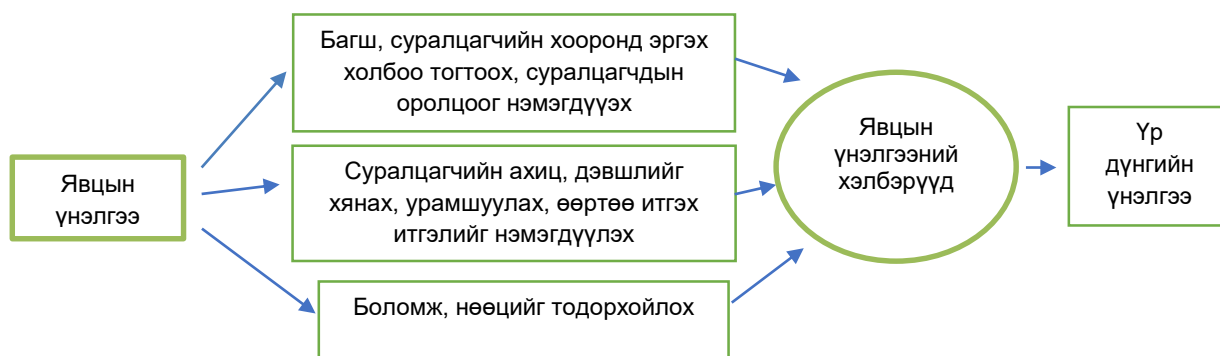 Явцын
үнэлгээ
Багш, суралцагчийн хооронд эргэх
холбоо тогтоох, суралцагчдын
оролцоог нэмэгдүүэх
Суралцагчийн ахиц, дэвшлийг
хянах, урамшуулах, өөртөө итгэх
итгэлийг нэмэгдүүлэх
Боломж, нөөцийг тодорхойлох
Явцын
үнэлгээний
хэлбэрүүд
Үр
дүнгийн
үнэлгээ